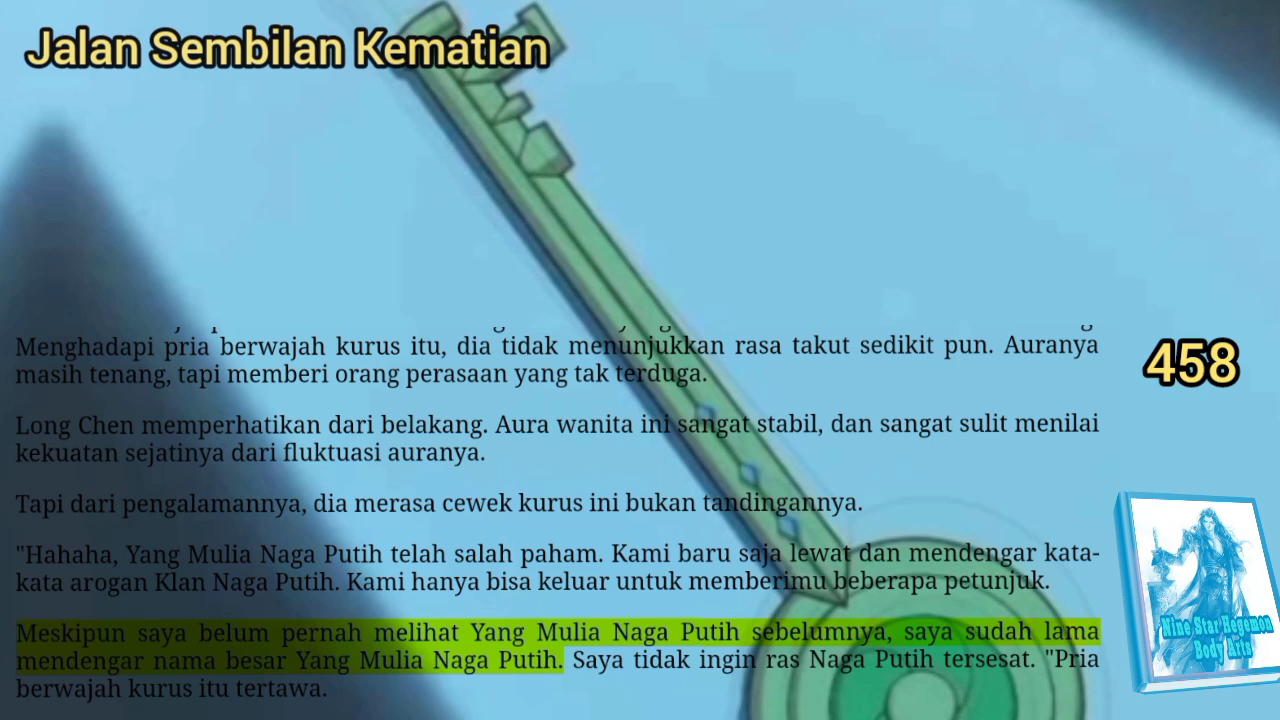 Jalan Sembilan Kematian
Menghadapi pria berwajah kurus itu, dia tidak menunjukkan rasa takut sedikit pun. Auranya
masih tenang, tapi memberi orang perasaan yang tak terduga.
458
Long Chen memperhatikan dari belakang. Aura wanita ini sangat stabil, dan sangat sulit menilai
kekuatan sejatinya dari fluktuasi auranya.
Tapi dari pengalamannya, dia merasa cewek kurus ini bukan tandingannya.
"Hahaha, Yang Mulia Naga Putih telah salah paham. Kami baru saja lewat dan mendengar kata-
kata arogan Klan Naga Putih. Kami hanya bisa keluar untuk memberimu beberapa petunjuk.
Meskipun saya belum pernah melihat Yang Mulia Naga Putih sebelumnya, saya sudah lama
mendengar nama besar Yang Mulia Naga Putih. Saya tidak ingin ras Naga Putih tersesat. "Pria
berwajah kurus itu tertawa.
Nine Star Hegemon
Body Arts